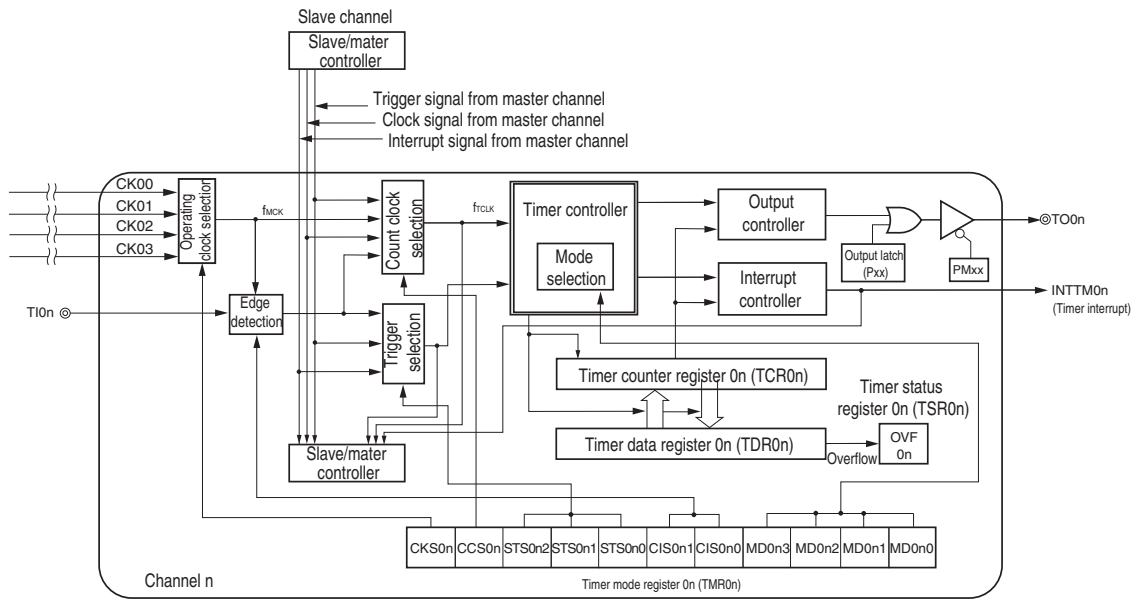 Slave channel
Slave/mater
controller
Trigger signal from master channel
Clock signal from master channel
Interrupt signal from master channel
CK00
CK01
CK02
CK03
Operating
clock selection
fMCK
Count clock
selection
fTCLK
Timer controller
Mode
selection
Output
controller
Output latch
(Pxx)
PMxx
TO0n
Interrupt
controller
INTTM0n
(Timer interrupt)
TI0n
Edge
detection
Trigger
selection
Timer counter register 0n (TCR0n)
Timer status
register 0n (TSR0n)
Slave/mater
controller
Timer data register 0n (TDR0n)
Overflow
OVF
0n
CKS0n CCS0n STS0n2 STS0n1 STS0n0 CIS0n1 CIS0n0 MD0n3 MD0n2 MD0n1 MD0n0
Channel n
Timer mode register 0n (TMR0n)